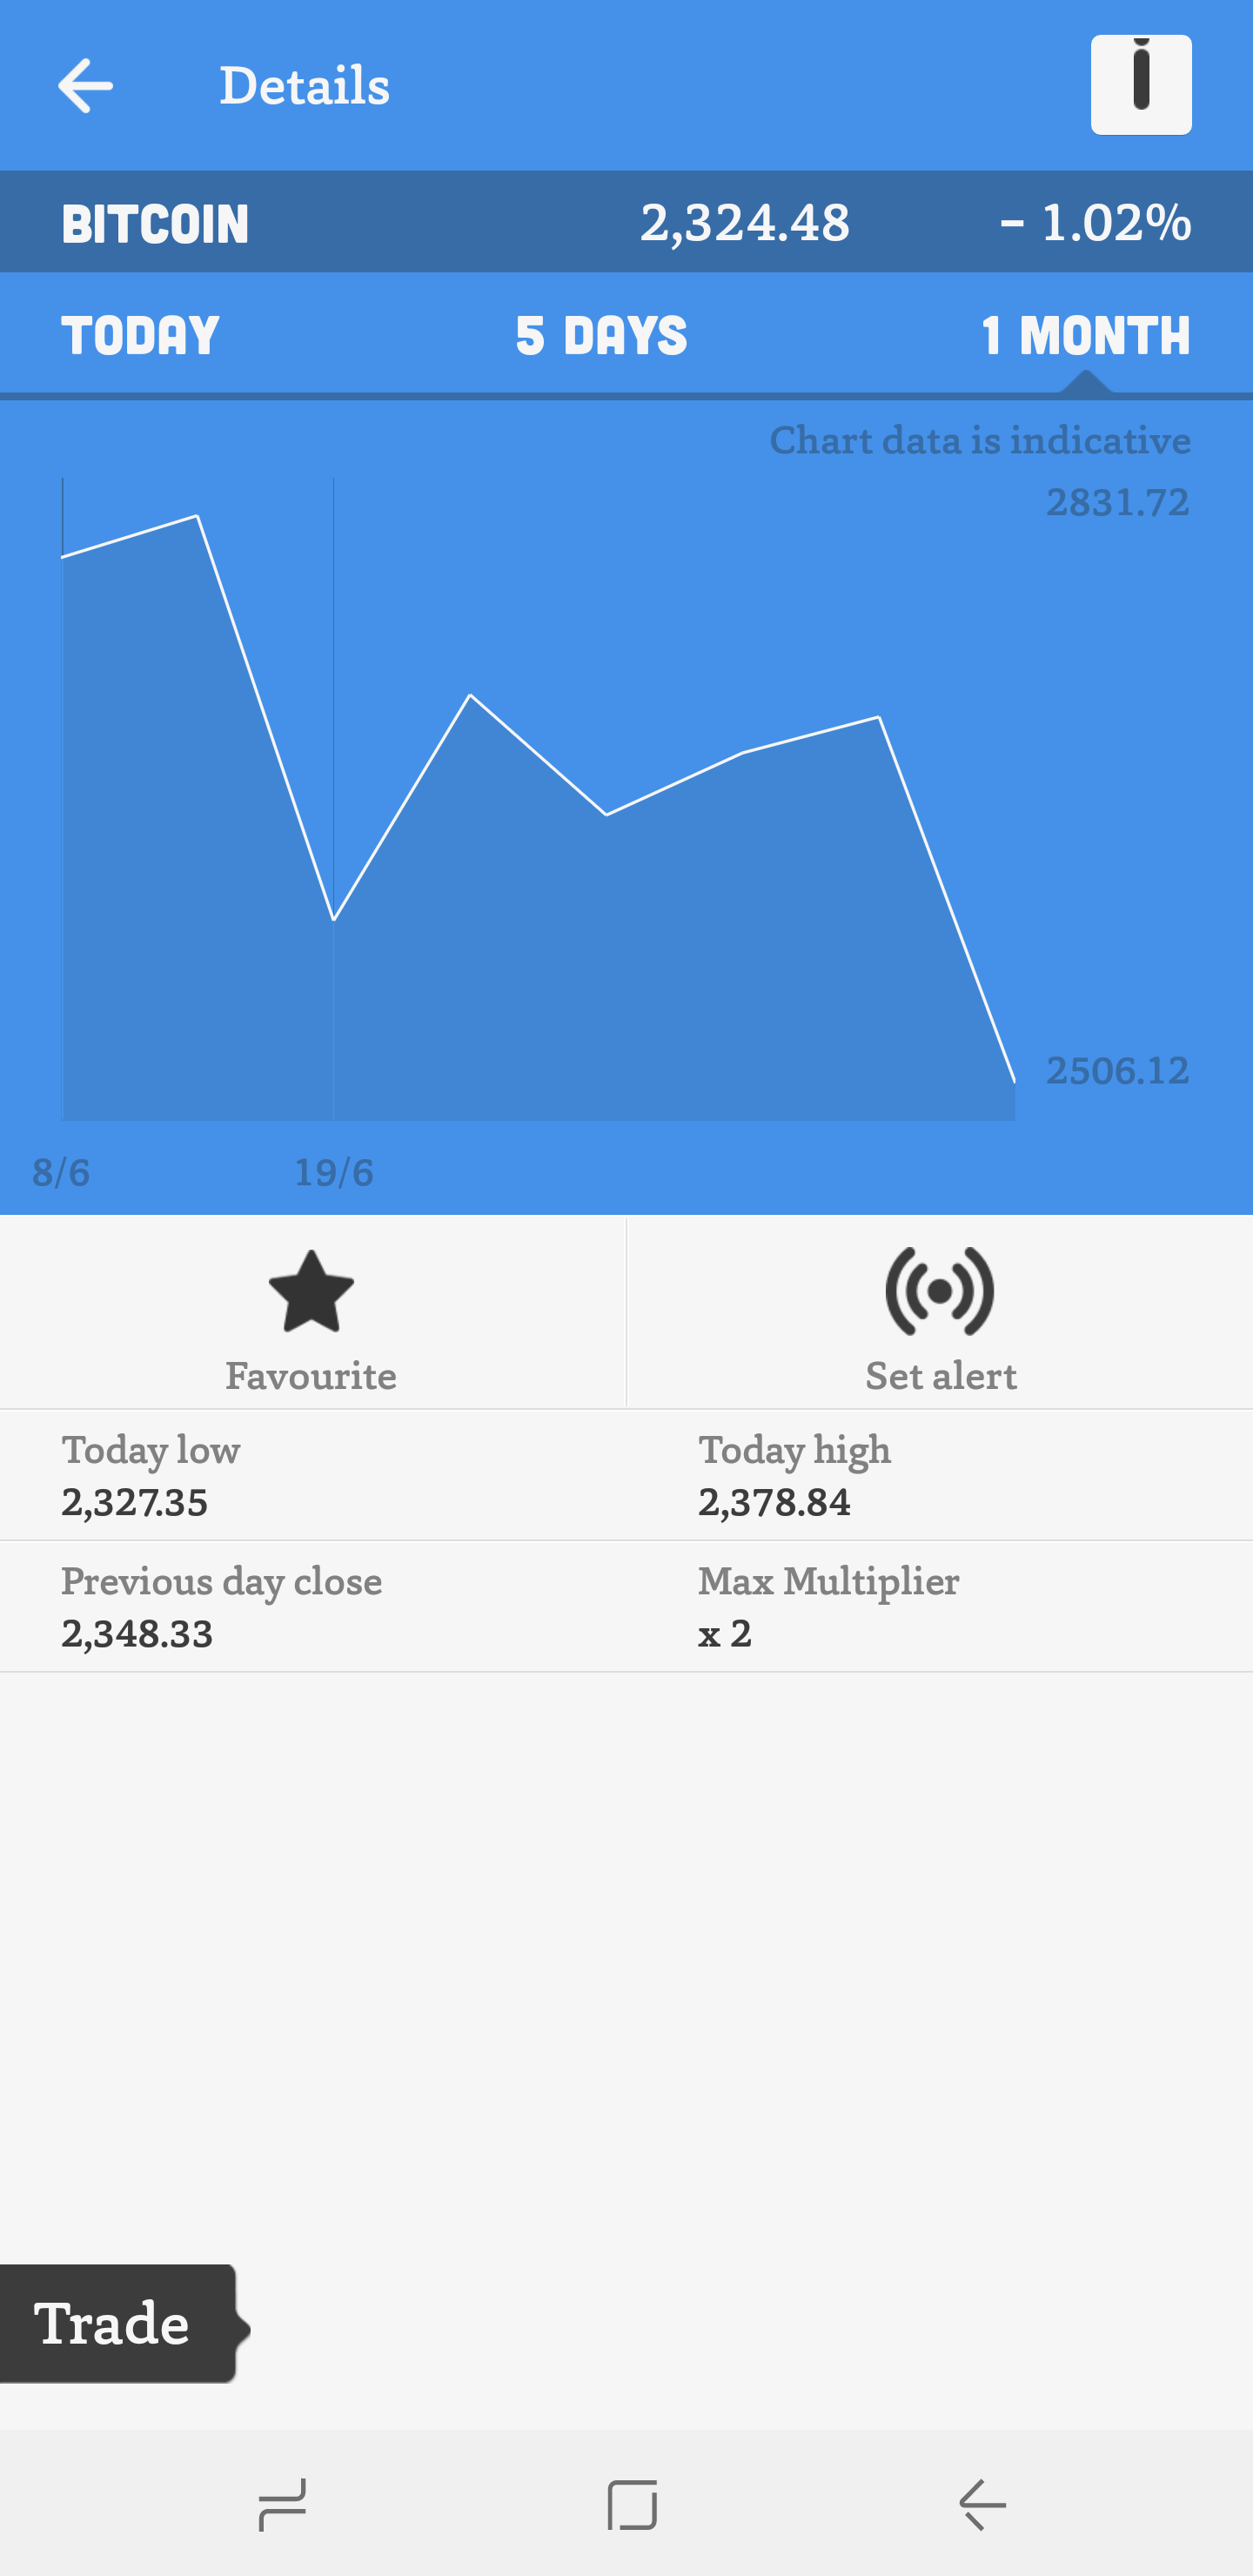 Details
BITCOIN 2,324.48 - 1.02%
TODAY 5 DAYS 1 MONTH
Chart data is indicative
2831.72
2506.12
8/6 19/6
Favourite Set alert
Today low Today high
2,327.35 2,378.84
Previous day close Max Multiplier
2,348.33 x 2
Trade